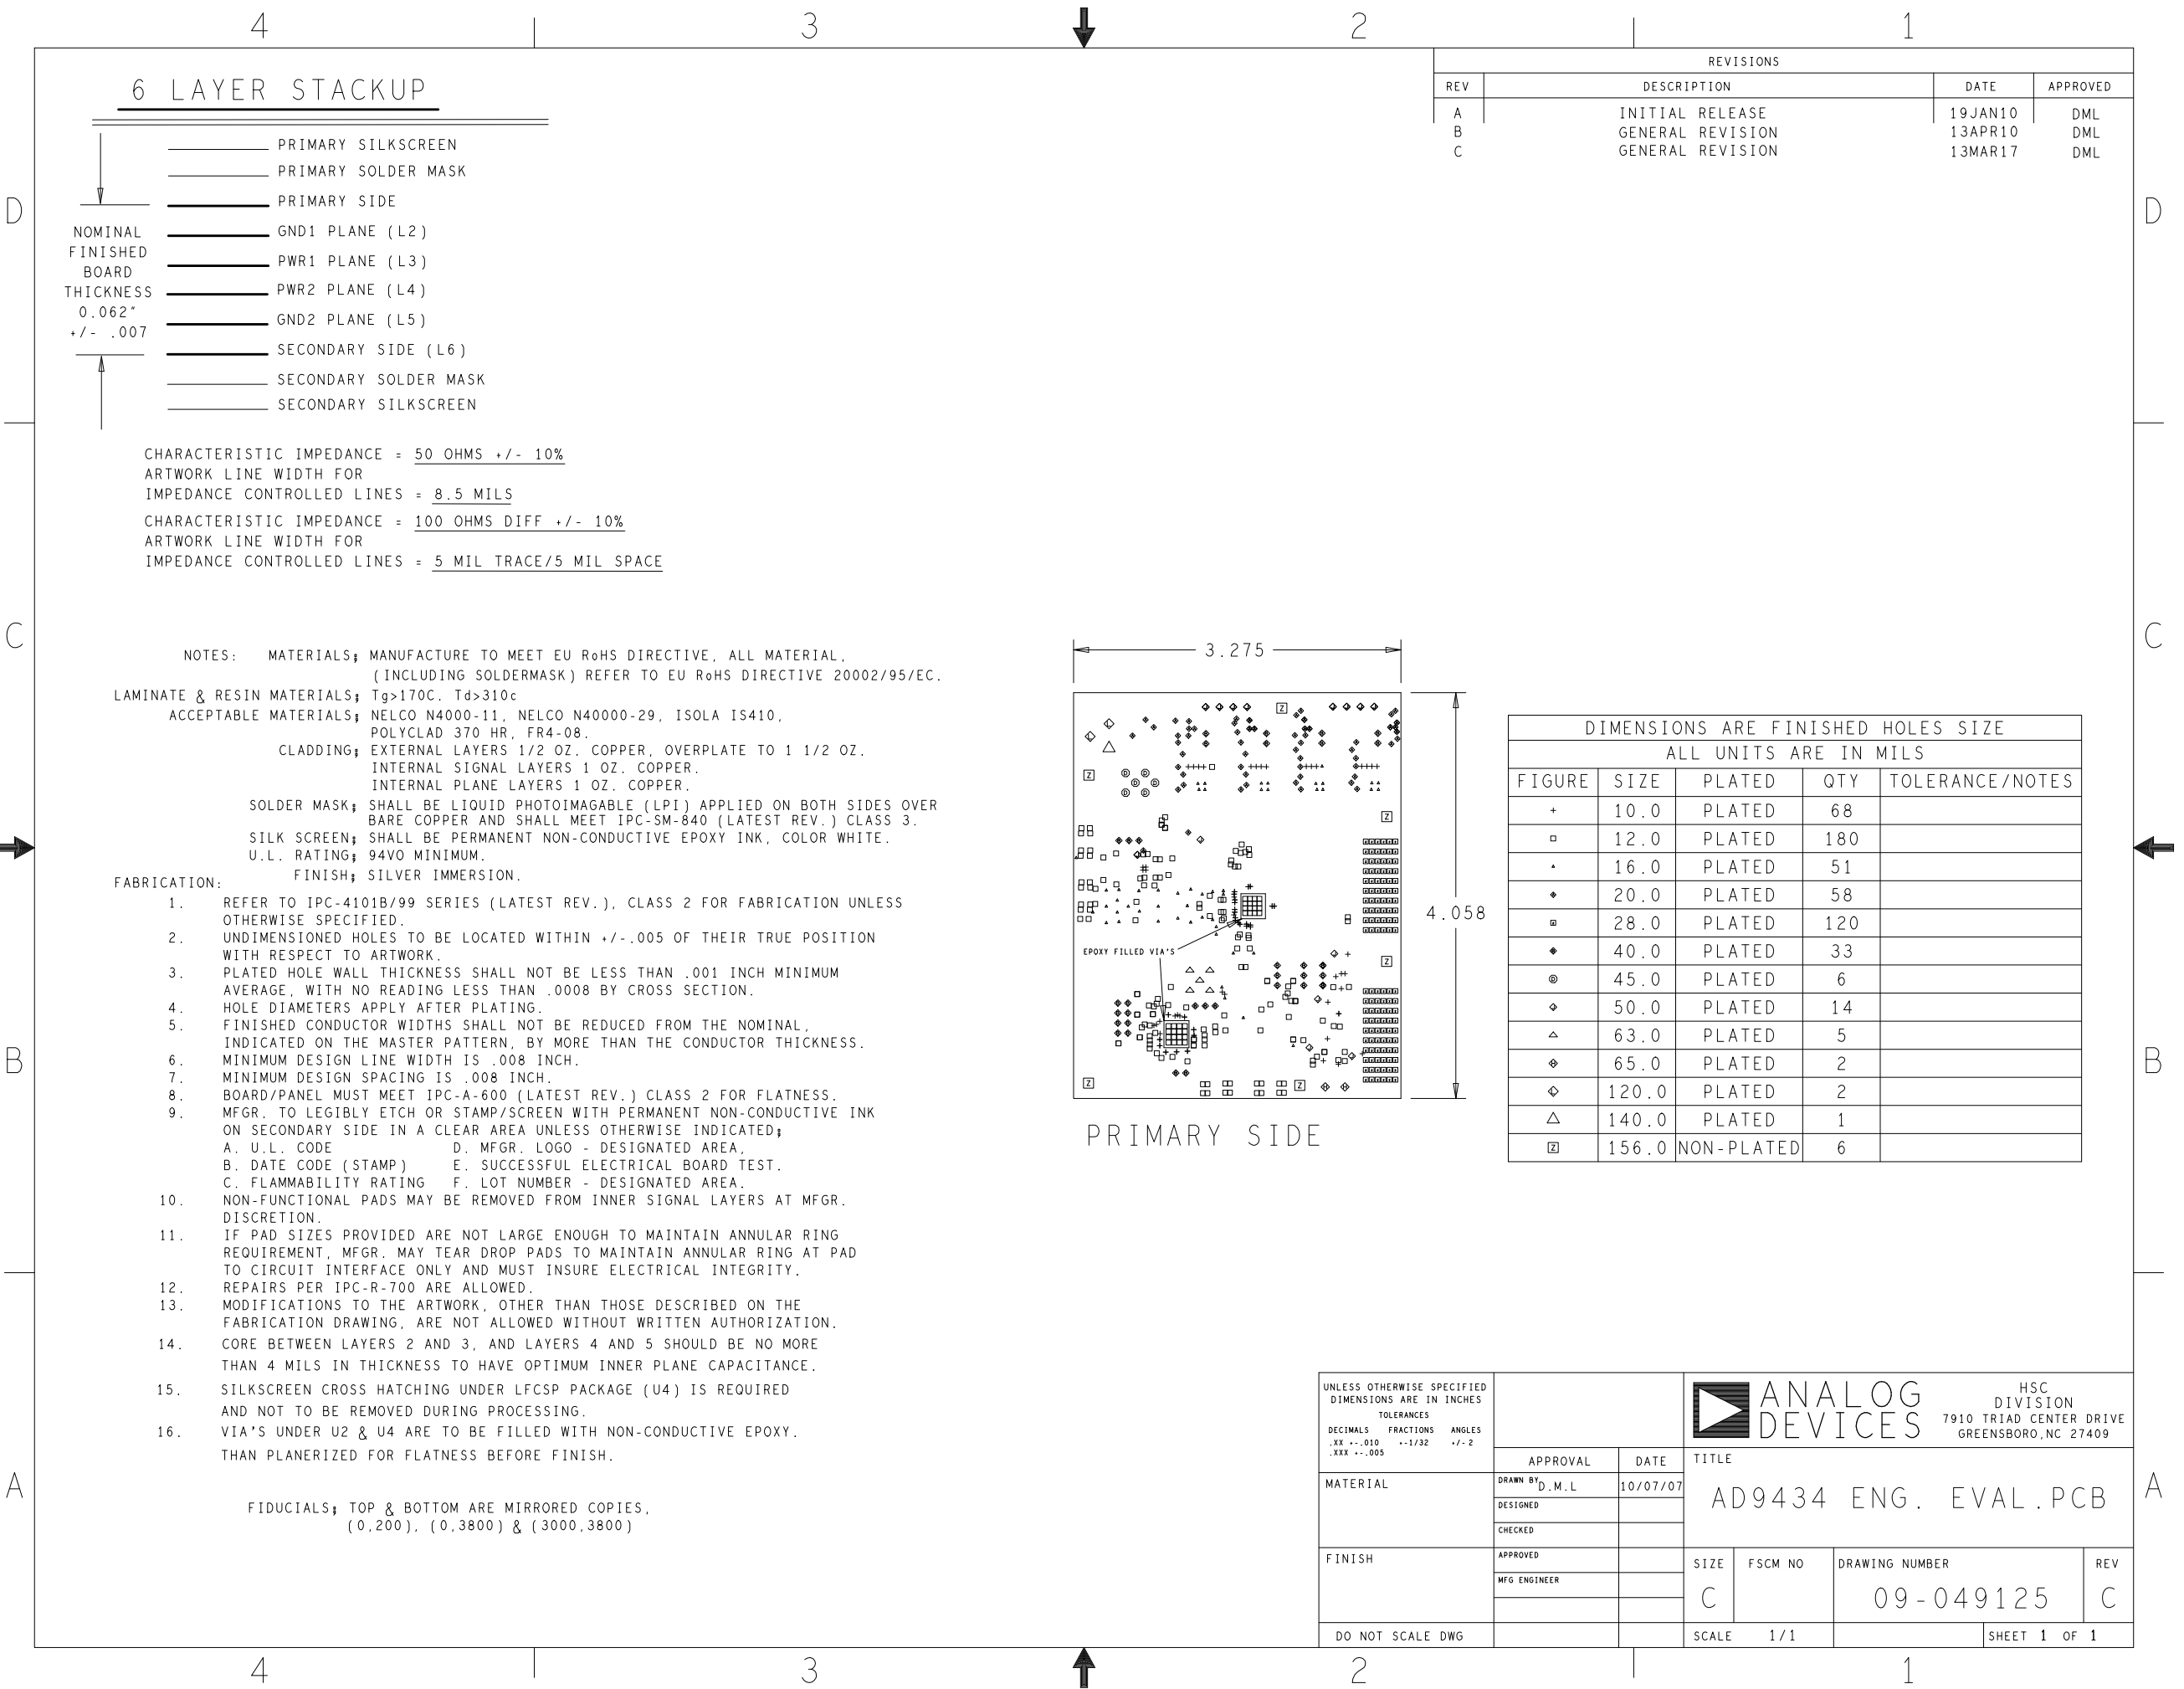 4 3 2 1
6 LAYER STACKUP
PRIMARY SILKSCREEN
PRIMARY SOLDER MASK
PRIMARY SIDE
GND1 PLANE (L2)
PWR1 PLANE (L3)
PWR2 PLANE (L4)
GND2 PLANE (L5)
SECONDARY SIDE (L6)
SECONDARY SOLDER MASK
SECONDARY SILKSCREEN
NOMINAL
FINISHED
BOARD
THICKNESS
0.062"
+/- .007
REVISIONS
REV DESCRIPTION DATE APPROVED
A INITIAL RELEASE 19JAN10 DML
B GENERAL REVISION 13APR10 DML
C GENERAL REVISION 13MAR17 DML
D D
CHARACTERISTIC IMPEDANCE = 50 OHMS +/- 10%
ARTWORK LINE WIDTH FOR
IMPEDANCE CONTROLLED LINES = 8.5 MILS
CHARACTERISTIC IMPEDANCE = 100 OHMS DIFF +/- 10%
ARTWORK LINE WIDTH FOR
IMPEDANCE CONTROLLED LINES = 5 MIL TRACE/5 MIL SPACE
C C
NOTES: MATERIALS; MANUFACTURE TO MEET EU RoHS DIRECTIVE, ALL MATERIAL,
(INCLUDING SOLDERMASK) REFER TO EU RoHS DIRECTIVE 20002/95/EC.
LAMINATE & RESIN MATERIALS; Tg>170C. Td>310c
ACCEPTABLE MATERIALS; NELCO N4000-11, NELCO N40000-29, ISOLA IS410,
POLYCLAD 370 HR, FR4-08.
CLADDING; EXTERNAL LAYERS 1/2 OZ. COPPER, OVERPLATE TO 1 1/2 OZ.
INTERNAL SIGNAL LAYERS 1 OZ. COPPER.
INTERNAL PLANE LAYERS 1 OZ. COPPER.
SOLDER MASK; SHALL BE LIQUID PHOTOIMAGABLE (LPI) APPLIED ON BOTH SIDES OVER
BARE COPPER AND SHALL MEET IPC-SM-840 (LATEST REV.) CLASS 3.
SILK SCREEN; SHALL BE PERMANENT NON-CONDUCTIVE EPOXY INK, COLOR WHITE.
U.L. RATING; 94VO MINIMUM.
FINISH; SILVER IMMERSION.
FABRICATION:
1. REFER TO IPC-4101B/99 SERIES (LATEST REV.), CLASS 2 FOR FABRICATION UNLESS
OTHERWISE SPECIFIED.
2. UNDIMENSIONED HOLES TO BE LOCATED WITHIN +/-.005 OF THEIR TRUE POSITION
WITH RESPECT TO ARTWORK.
3. PLATED HOLE WALL THICKNESS SHALL NOT BE LESS THAN .001 INCH MINIMUM
AVERAGE, WITH NO READING LESS THAN .0008 BY CROSS SECTION.
4. HOLE DIAMETERS APPLY AFTER PLATING.
5. FINISHED CONDUCTOR WIDTHS SHALL NOT BE REDUCED FROM THE NOMINAL,
INDICATED ON THE MASTER PATTERN, BY MORE THAN THE CONDUCTOR THICKNESS.
6. MINIMUM DESIGN LINE WIDTH IS .008 INCH.
7. MINIMUM DESIGN SPACING IS .008 INCH.
8. BOARD/PANEL MUST MEET IPC-A-600 (LATEST REV.) CLASS 2 FOR FLATNESS.
9. MFGR. TO LEGIBLY ETCH OR STAMP/SCREEN WITH PERMANENT NON-CONDUCTIVE INK
ON SECONDARY SIDE IN A CLEAR AREA UNLESS OTHERWISE INDICATED;
A. U.L. CODE D. MFGR. LOGO - DESIGNATED AREA,
B. DATE CODE (STAMP) E. SUCCESSFUL ELECTRICAL BOARD TEST.
C. FLAMMABILITY RATING F. LOT NUMBER - DESIGNATED AREA.
10. NON-FUNCTIONAL PADS MAY BE REMOVED FROM INNER SIGNAL LAYERS AT MFGR.
DISCRETION.
11. IF PAD SIZES PROVIDED ARE NOT LARGE ENOUGH TO MAINTAIN ANNULAR RING
REQUIREMENT, MFGR. MAY TEAR DROP PADS TO MAINTAIN ANNULAR RING AT PAD
TO CIRCUIT INTERFACE ONLY AND MUST INSURE ELECTRICAL INTEGRITY.
12. REPAIRS PER IPC-R-700 ARE ALLOWED.
13. MODIFICATIONS TO THE ARTWORK, OTHER THAN THOSE DESCRIBED ON THE
FABRICATION DRAWING, ARE NOT ALLOWED WITHOUT WRITTEN AUTHORIZATION.
14. CORE BETWEEN LAYERS 2 AND 3, AND LAYERS 4 AND 5 SHOULD BE NO MORE
THAN 4 MILS IN THICKNESS TO HAVE OPTIMUM INNER PLANE CAPACITANCE.
15. SILKSCREEN CROSS HATCHING UNDER LFCSP PACKAGE (U4) IS REQUIRED
AND NOT TO BE REMOVED DURING PROCESSING.
16. VIA'S UNDER U2 & U4 ARE TO BE FILLED WITH NON-CONDUCTIVE EPOXY.
THAN PLANERIZED FOR FLATNESS BEFORE FINISH.
FIDUCIALS; TOP & BOTTOM ARE MIRRORED COPIES,
(0,200), (0,3800) & (3000,3800)
3.275
4.058
EPOXY FILLED VIA'S
PRIMARY SIDE
DIMENSIONS ARE FINISHED HOLES SIZE
ALL UNITS ARE IN MILS
FIGURE SIZE PLATED QTY TOLERANCE/NOTES
+ 10.0 PLATED 68
12.0 PLATED 180
16.0 PLATED 51
20.0 PLATED 58
28.0 PLATED 120
40.0 PLATED 33
45.0 PLATED 6
50.0 PLATED 14
63.0 PLATED 5
65.0 PLATED 2
120.0 PLATED 2
140.0 PLATED 1
Z 156.0 NON-PLATED 6
B B
A A
UNLESS OTHERWISE SPECIFIED
DIMENSIONS ARE IN INCHES
TOLERANCES
DECIMALS FRACTIONS ANGLES
.XX +-.010 +-1/32 +/- 2
.XXX +-.005
MATERIAL
FINISH
DO NOT SCALE DWG
APPROVAL DATE
DRAWN BY D.M.L 10/07/07
DESIGNED
CHECKED
APPROVED
MFG ENGINEER
ANALOG
DEVICES
HSC
DIVISION
7910 TRIAD CENTER DRIVE
GREENSBORO,NC 27409
TITLE
AD9434 ENG. EVAL.PCB
SIZE FSCM NO DRAWING NUMBER REV
C 09-049125 C
SCALE 1/1 SHEET 1 OF 1
4 3 2 1